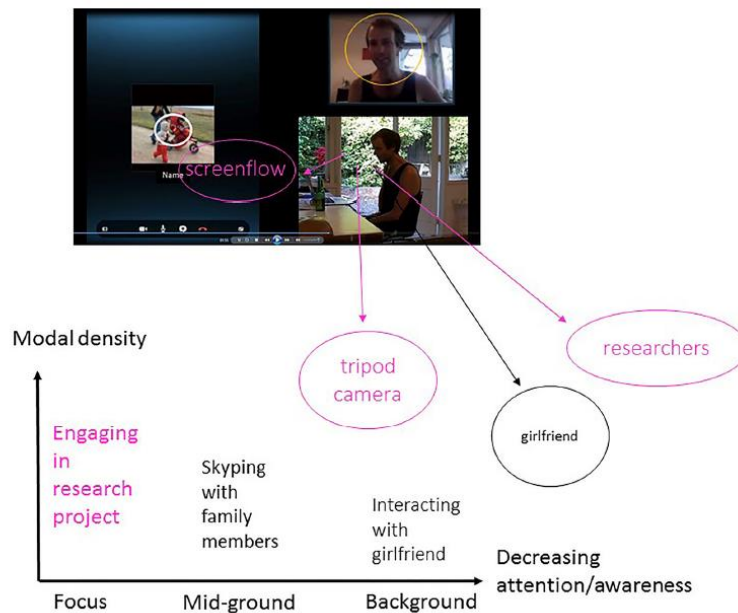 screenflow
Name
tripod
camera
researchers
girlfriend
Modal density
Engaging
in
research
project
Skyping
with
family
members
Interacting
with
girlfriend
Decreasing
attention/awareness
Focus
Mid-ground
Background